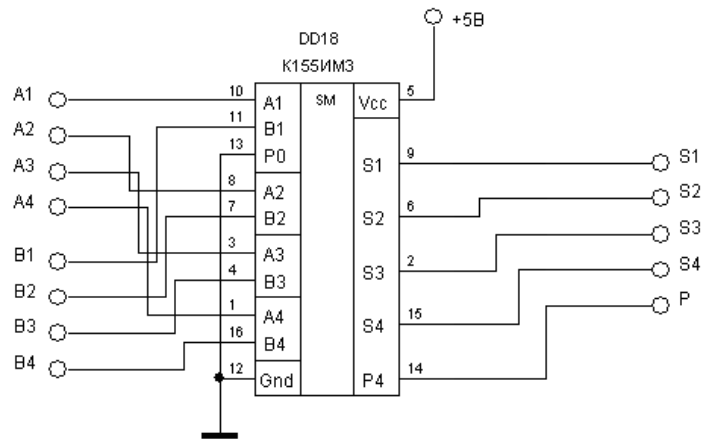 +5В
DD18
К155ИМ3
A1
A2
A3
A4
B1
B2
B3
B4
10
11
13
8
7
3
4
1
16
12
A1
B1
P0
A2
B2
A3
B3
A4
B4
Gnd
SM
Vcc
S1
S2
S3
S4
P4
5
9
6
2
15
14
S1
S2
S3
S4
P